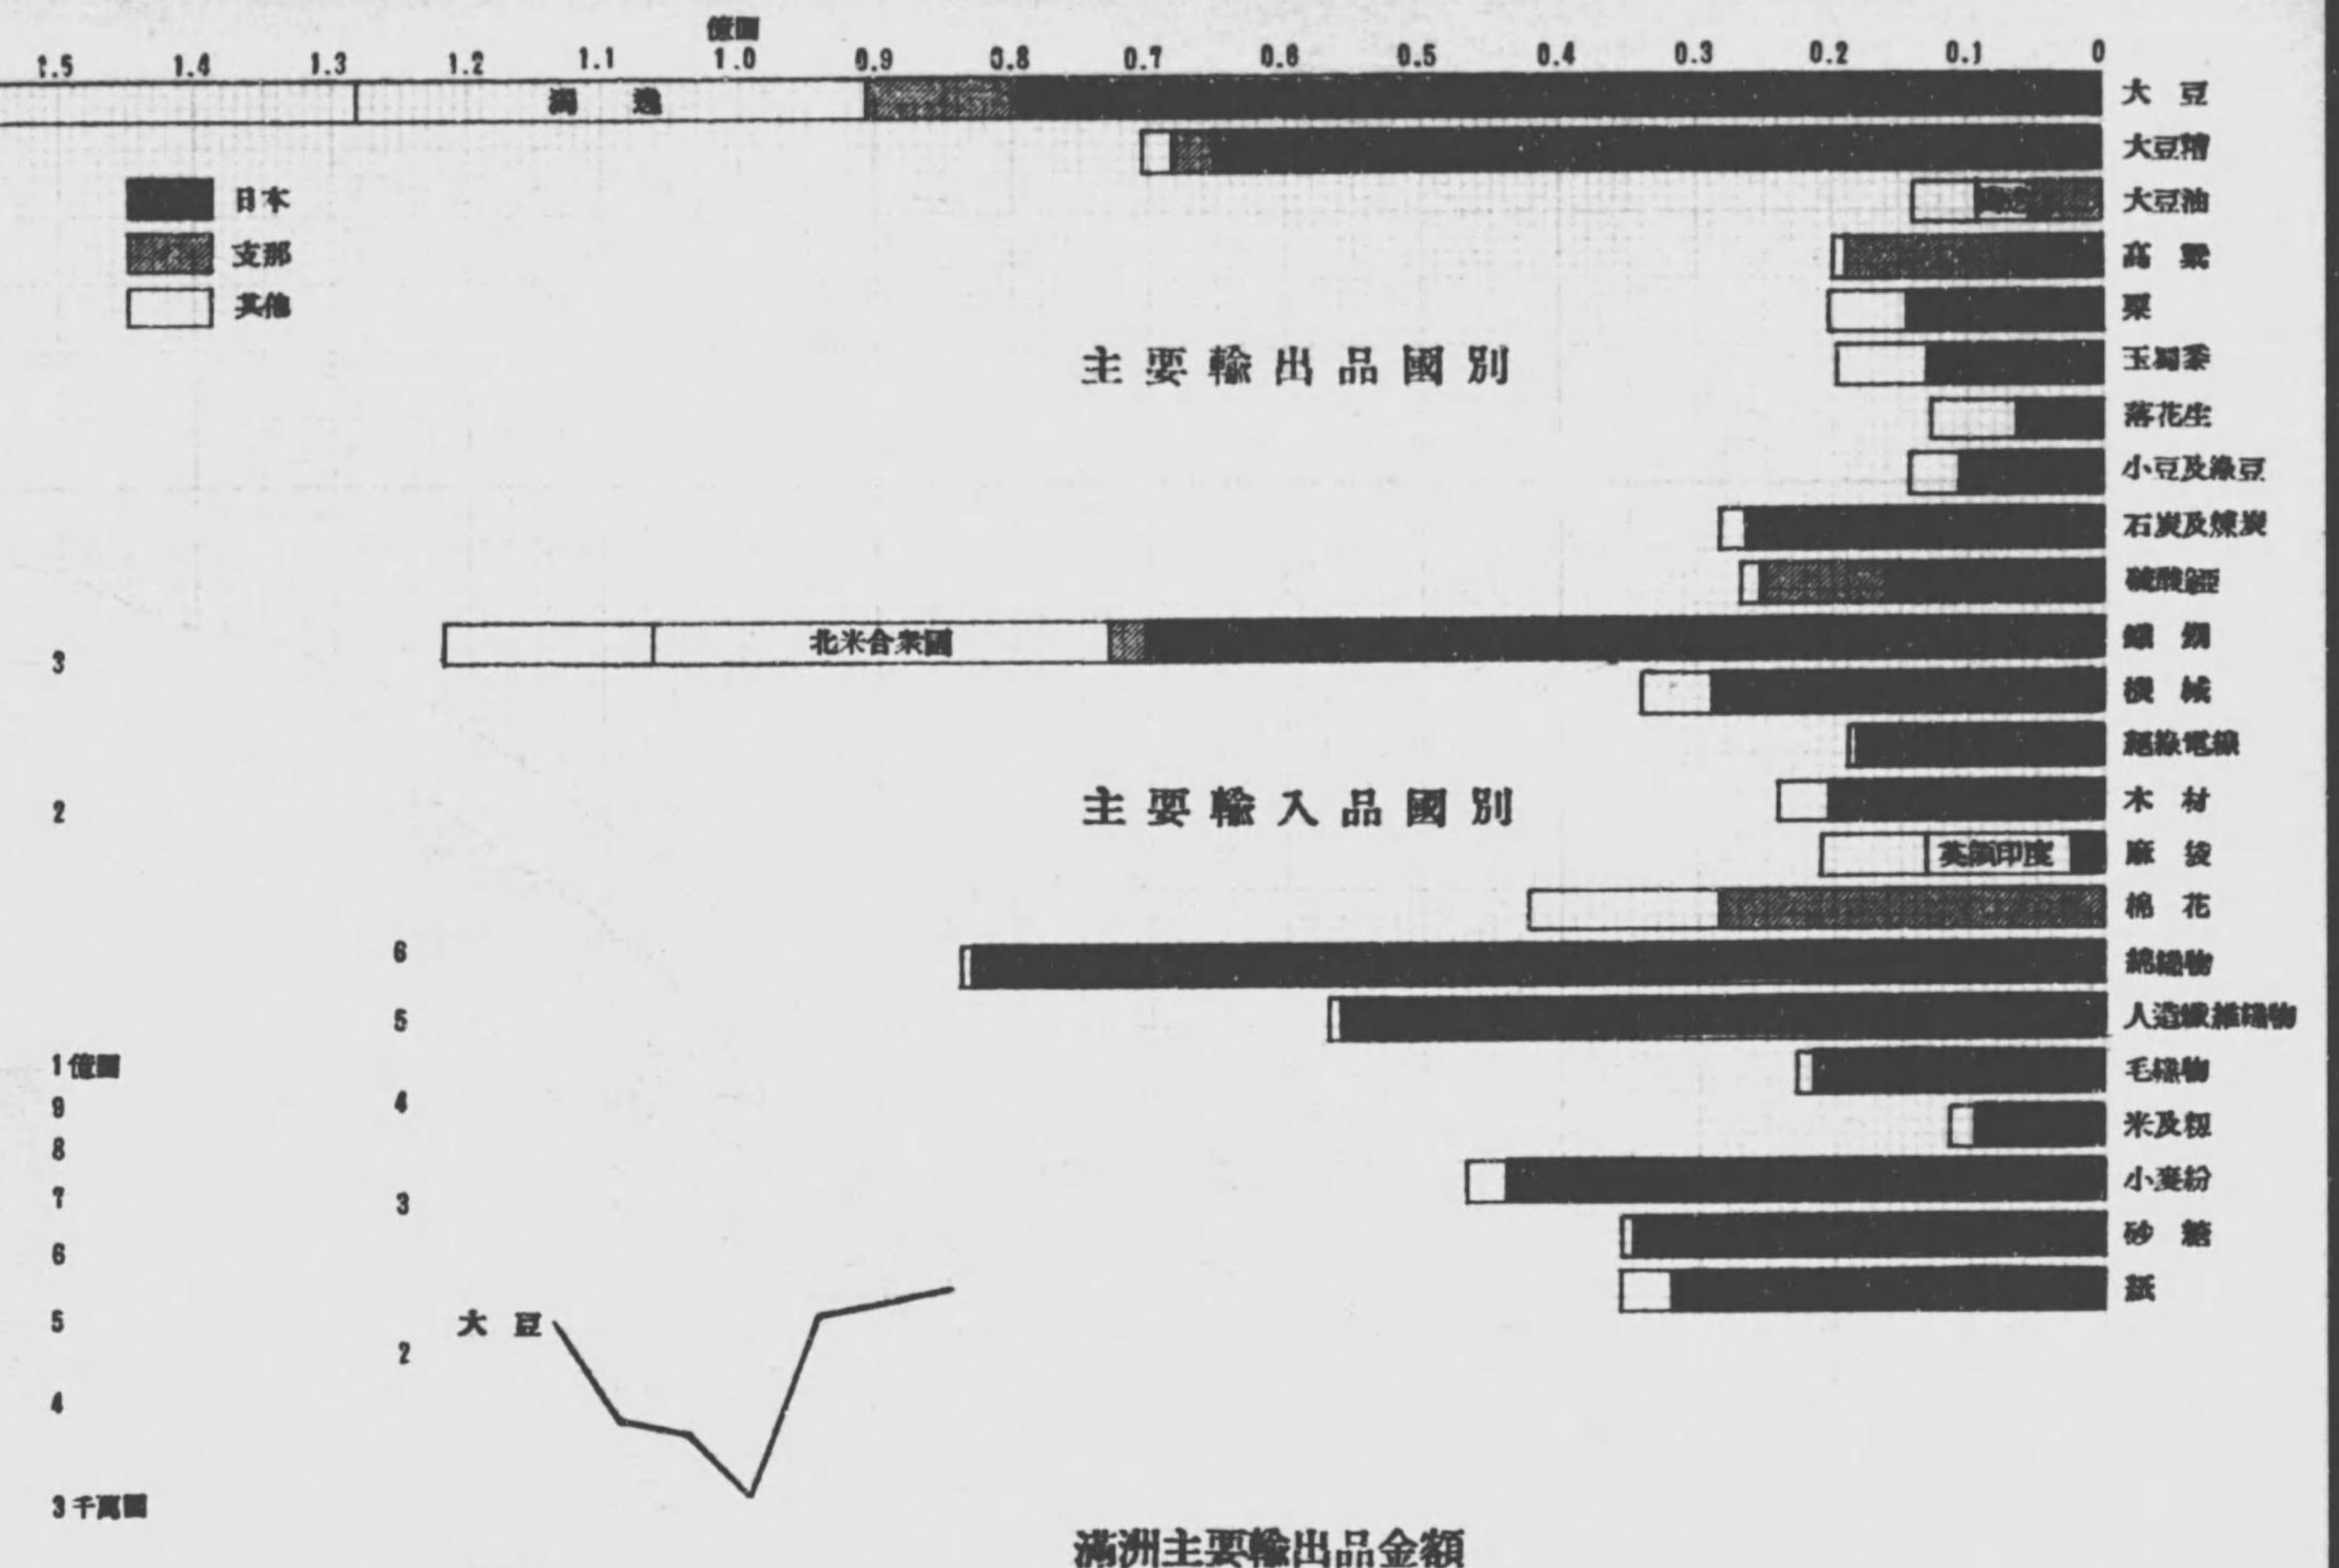 億圓
1.5 1.4 1.3 1.2 1.1 1.0 0.9 0.8 0.7 0.6 0.5 0.4 0.3 0.2 0.1 0
大豆
大豆糟
日本
大豆油
支那
高粱
其他
粟
主要輸出品國別
玉蜀黍
落花生
小豆及綠豆
石炭及煉炭
北米合衆國
3
機械
絕緣電線
2
主要輸入品國別
木材
英領印度
麻袋
棉花
6
綿織物
5
人造纖維織物
1億圓
毛織物
9
4
8
米及籾
7
3
小麥粉
6
砂糖
紙
5
大豆
2
4
3千萬圓
滿洲主要輸出品金額